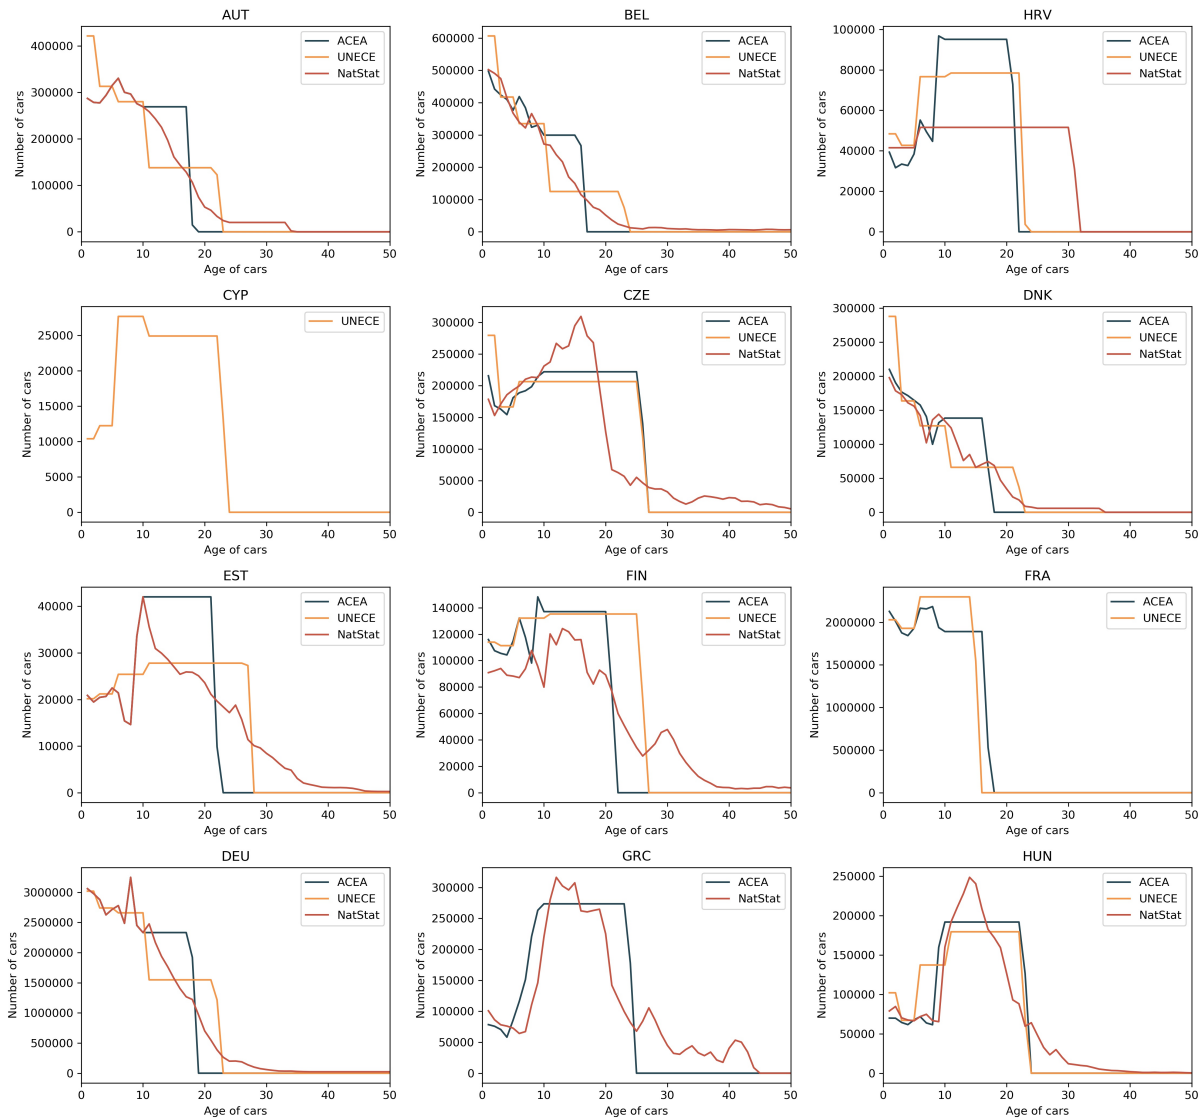 AUT
Number of cars
400000
300000
200000
100000
0
ACEA
UNECE
NatStat
0 10 20 30 40 50
Age of cars
BEL
Number of cars
600000
500000
400000
300000
200000
100000
0
ACEA
UNECE
NatStat
0 10 20 30 40 50
Age of cars
HRV
Number of cars
100000
80000
60000
40000
20000
0
ACEA
UNECE
NatStat
0 10 20 30 40 50
Age of cars
CYP
Number of cars
25000
20000
15000
10000
5000
0
UNECE
0 10 20 30 40 50
Age of cars
CZE
Number of cars
300000
250000
200000
150000
100000
50000
0
ACEA
UNECE
NatStat
0 10 20 30 40 50
Age of cars
DNK
Number of cars
300000
250000
200000
150000
100000
50000
0
ACEA
UNECE
NatStat
0 10 20 30 40 50
Age of cars
EST
Number of cars
40000
30000
20000
10000
0
ACEA
UNECE
NatStat
0 10 20 30 40 50
Age of cars
FIN
Number of cars
140000
120000
100000
80000
60000
40000
20000
0
ACEA
UNECE
NatStat
0 10 20 30 40 50
Age of cars
FRA
Number of cars
2000000
1500000
1000000
500000
0
ACEA
UNECE
0 10 20 30 40 50
Age of cars
DEU
Number of cars
3000000
2500000
2000000
1500000
1000000
500000
0
ACEA
UNECE
NatStat
0 10 20 30 40 50
Age of cars
GRC
Number of cars
300000
250000
200000
150000
100000
50000
0
ACEA
NatStat
0 10 20 30 40 50
Age of cars
HUN
Number of cars
250000
200000
150000
100000
50000
0
ACEA
UNECE
NatStat
0 10 20 30 40 50
Age of cars